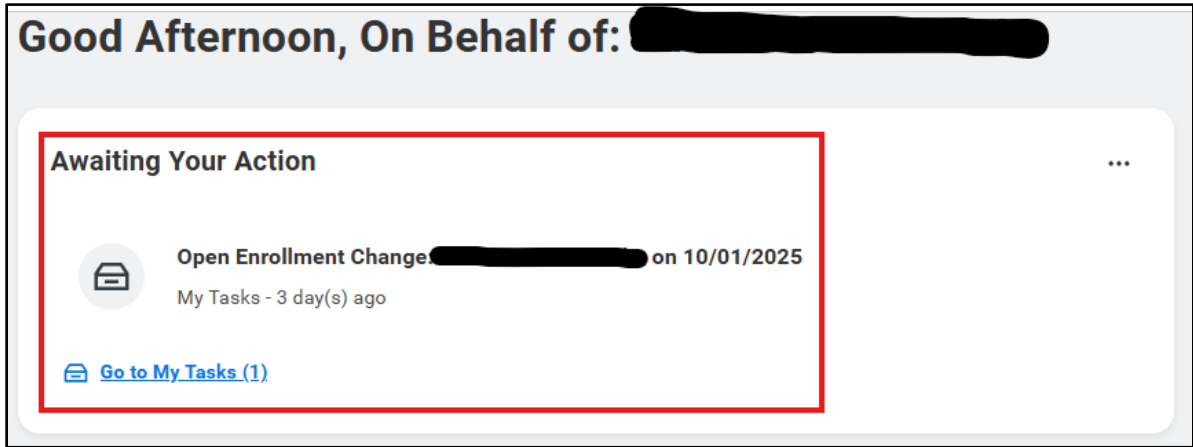 Good Afternoon, On Behalf of:
Awaiting Your Action
Open Enrollment Change: on 10/01/2025
My Tasks - 3 day(s) ago
Go to My Tasks (1)